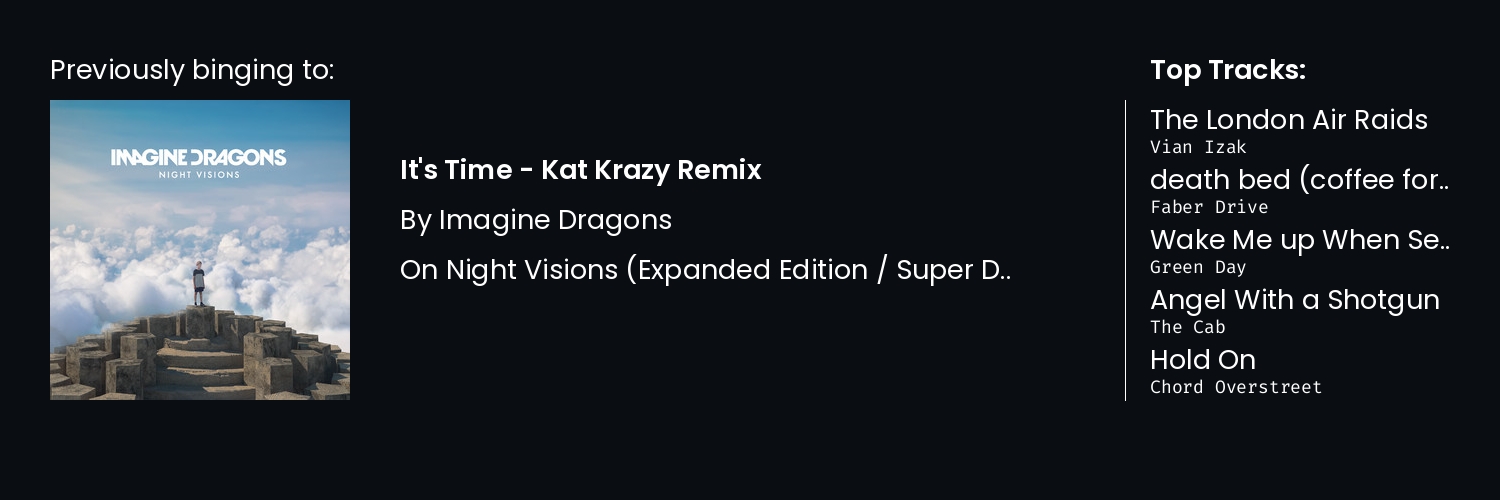 Previously binging to:
IMAGINE DRAGONS
NIGHT VISIONS
It's Time - Kat Krazy Remix
By Imagine Dragons
On Night Visions (Expanded Edition / Super D..
Top Tracks:
The London Air Raids
Vian Izak
death bed (coffee for..
Faber Drive
Wake Me up When Se..
Green Day
Angel With a Shotgun
The Cab
Hold On
Chord Overstreet